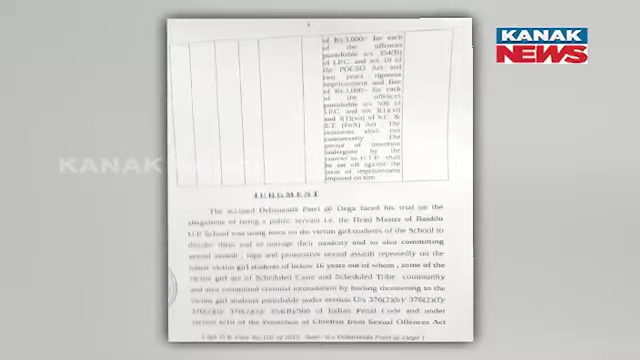 KANAK
NEWS
KANAK
of Rs.3,000/- for each
of the offences
punishable u/s 354(B)
of I.P.C. and u/s 10 of
the POCSO Act and
two years rigorous
imprisonment and fine
of Rs.2,000/- for each
of the offences
punishable u/s 506 of
I.P.C. and u/s
and of S.C. &
S.T. (PoA) Act. The
sentences shall run
concurrently. The
period of detention
undergone by the
convict as U.T.P. shall
be set off against the
term of imprisonment
imposed on him.
JUDGMENT
The accused Debananda Patri @ Dega faced his trial on the
allegations of being a public servant i.e. the Head Master of
U.P. School was using force on the victim girl students of the School to
disrobe them and to outrage their modesty and so also committing
sexual assault, rape and penetrative sexual assault repeatedly on the
minor victim girl students of below 16 years out of whom, some of the
victim girl are of Scheduled Caste and Scheduled Tribe community
and also committed criminal intimidation by hurling threatening to the
victim girl students punishable under section U/s 376(2)(b)/ 376(2)(f)/
354(B)/506 of Indian Penal Code and under
section of the Protection of Children from Sexual Offences Act